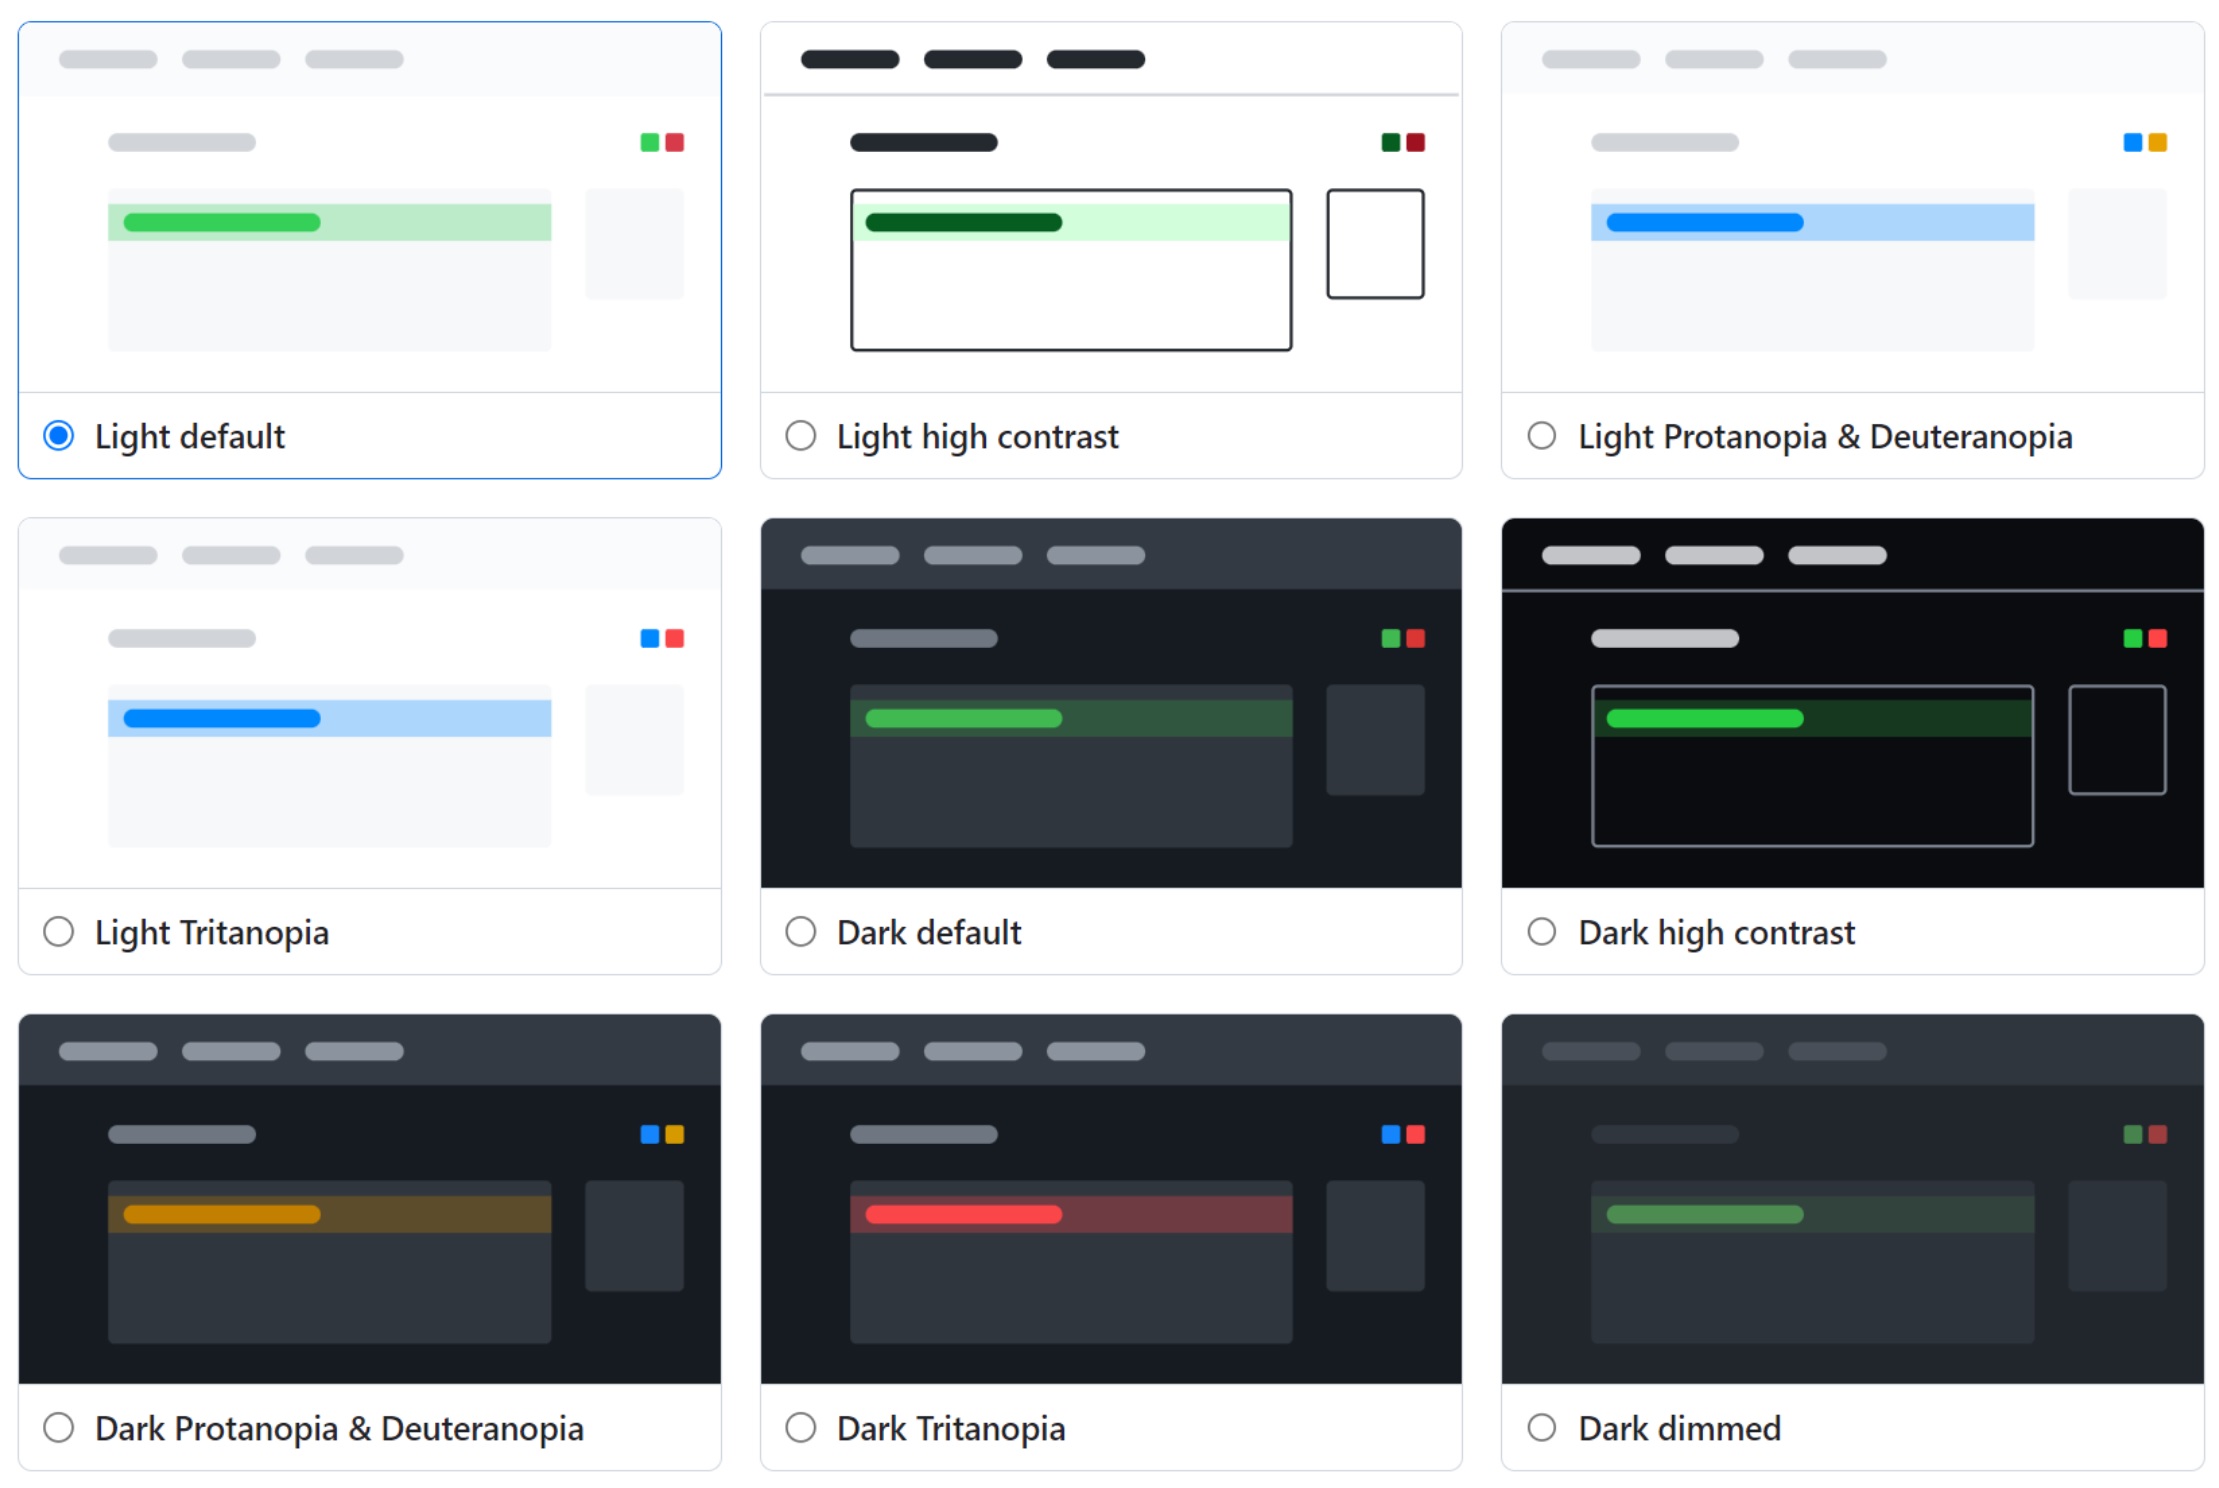 Light default
Light high contrast
Light Protanopia & Deuteranopia
Light Tritanopia
Dark default
Dark high contrast
Dark Protanopia & Deuteranopia
Dark Tritanopia
Dark dimmed